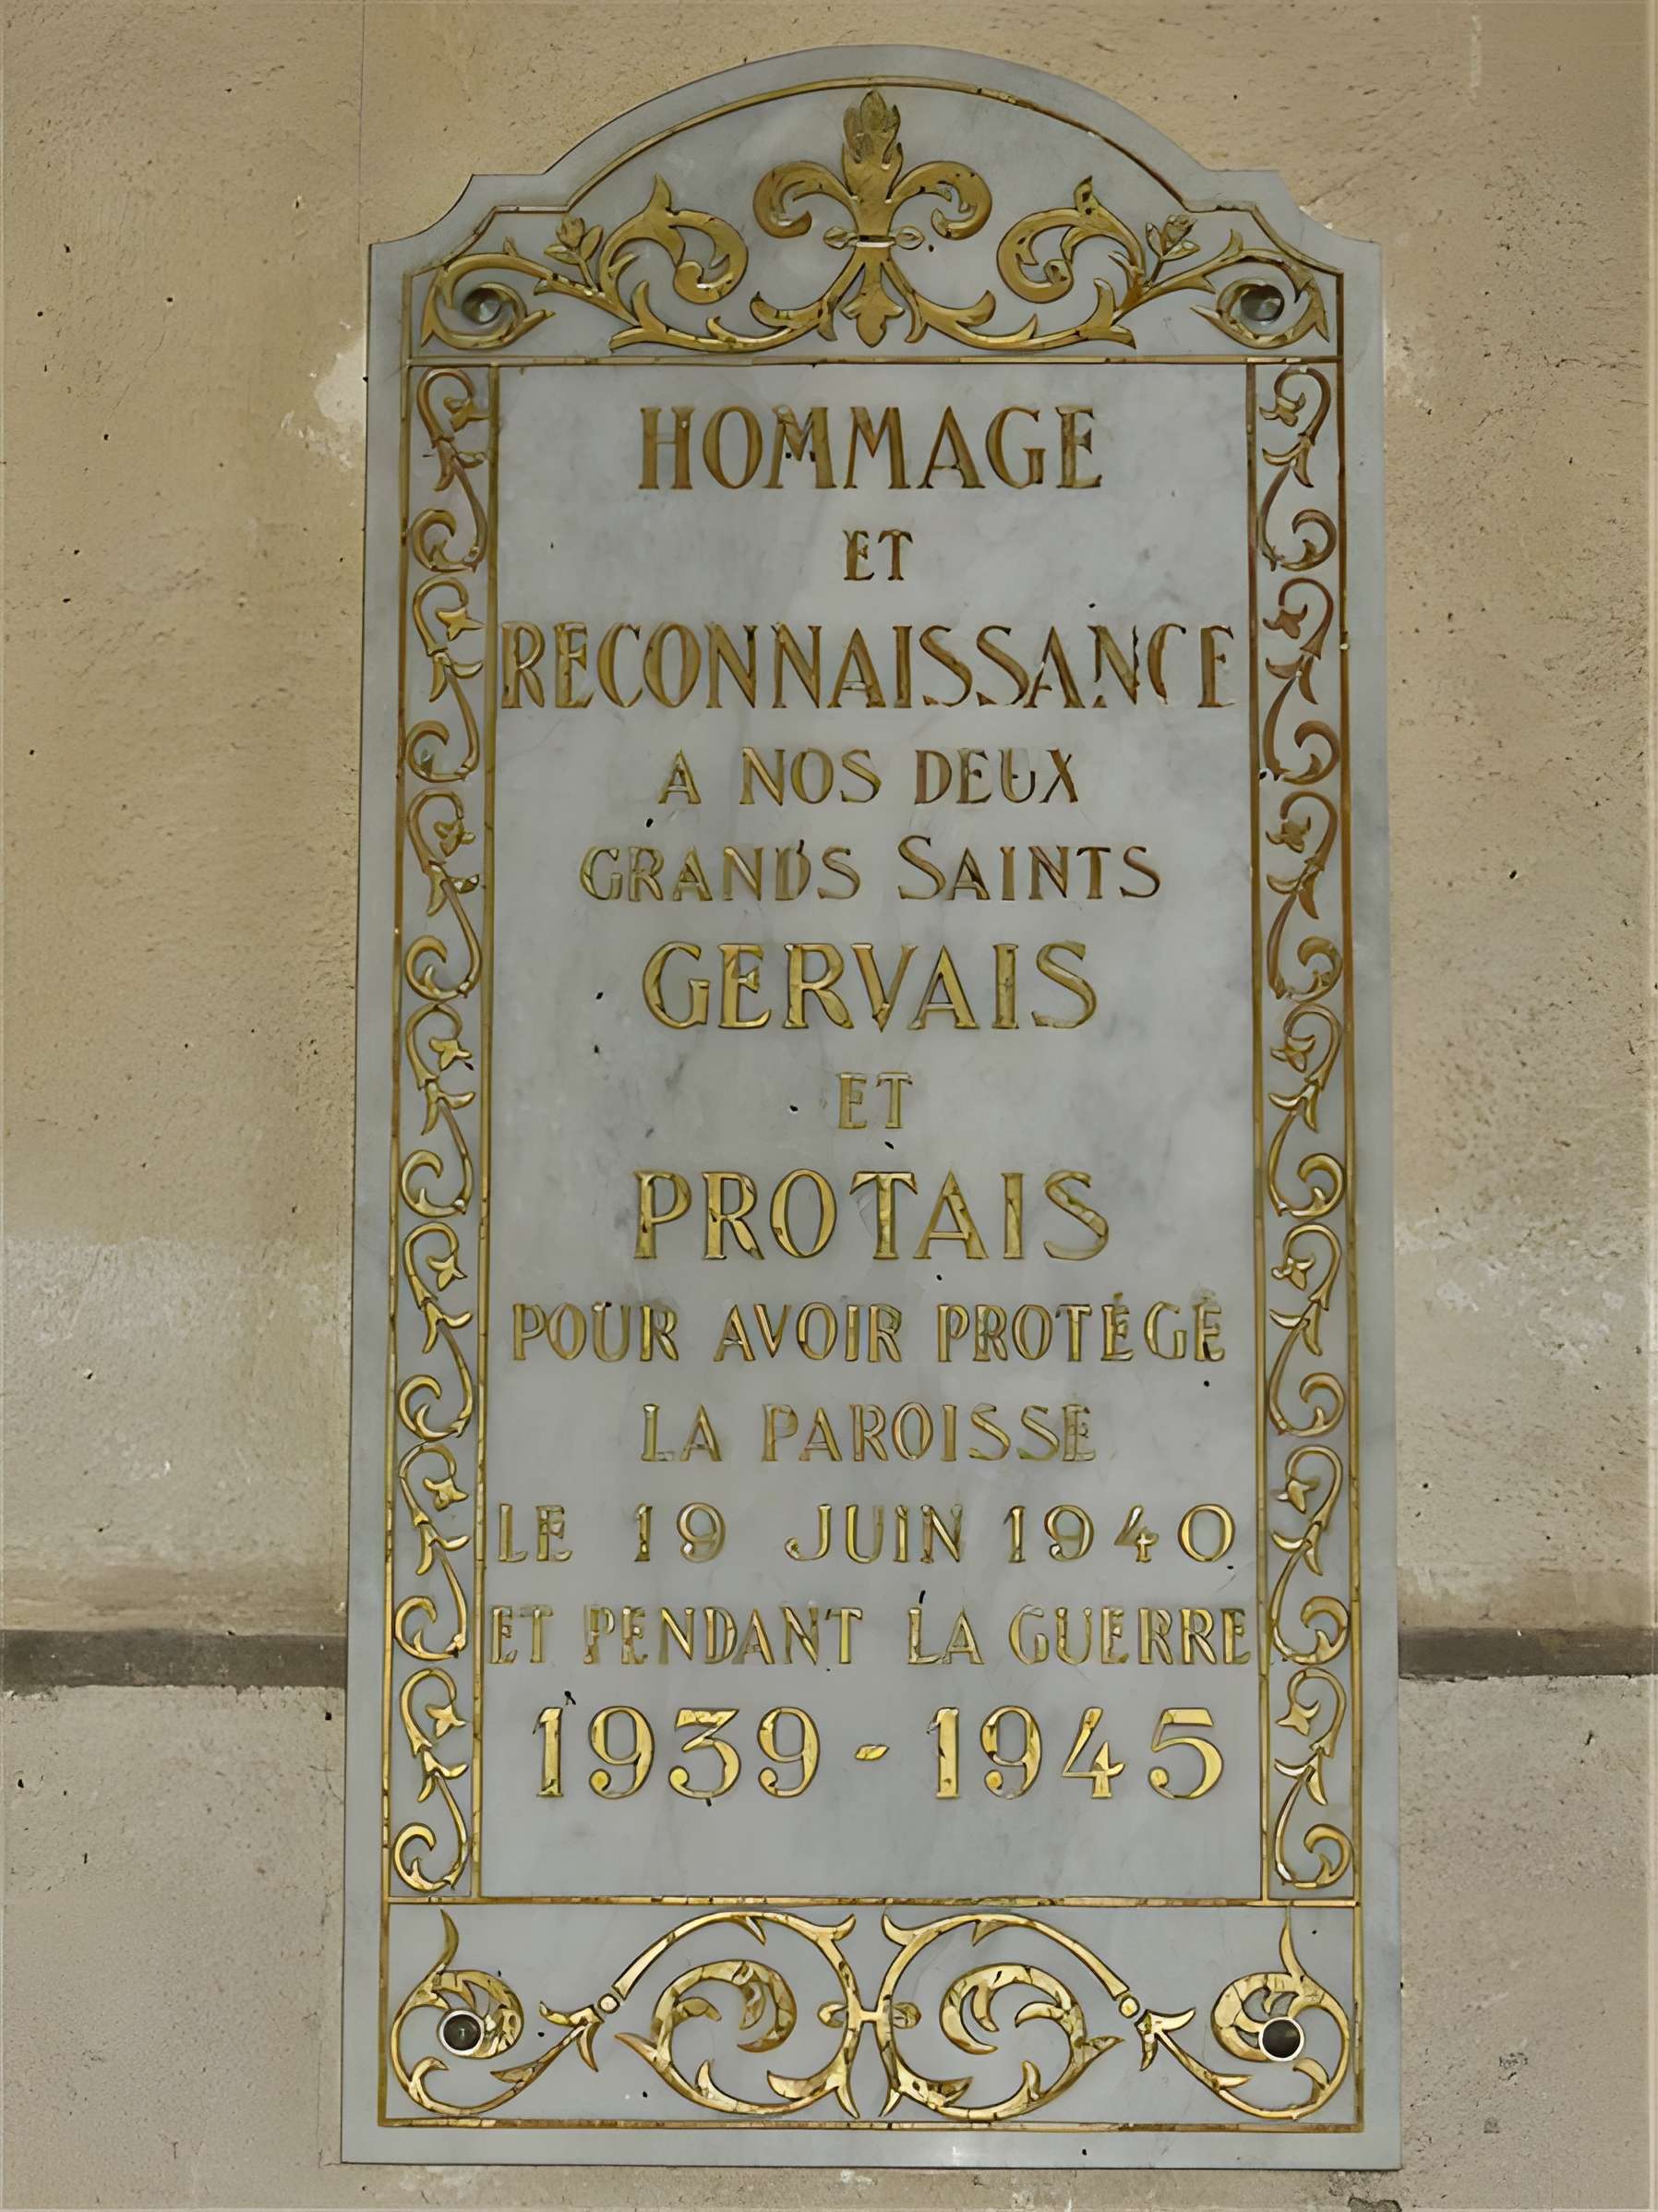 HOMMAGE
ET
RECONNAISSANCE
A NOS DEUX
GRANDS SAINTS
GERVAIS
ET
PROTAIS
POUR AVOIR PROTÉGÉ
LA PAROISSE
LE 19 JUIN 1940
ET PENDANT LA GUERRE
1939 - 1945